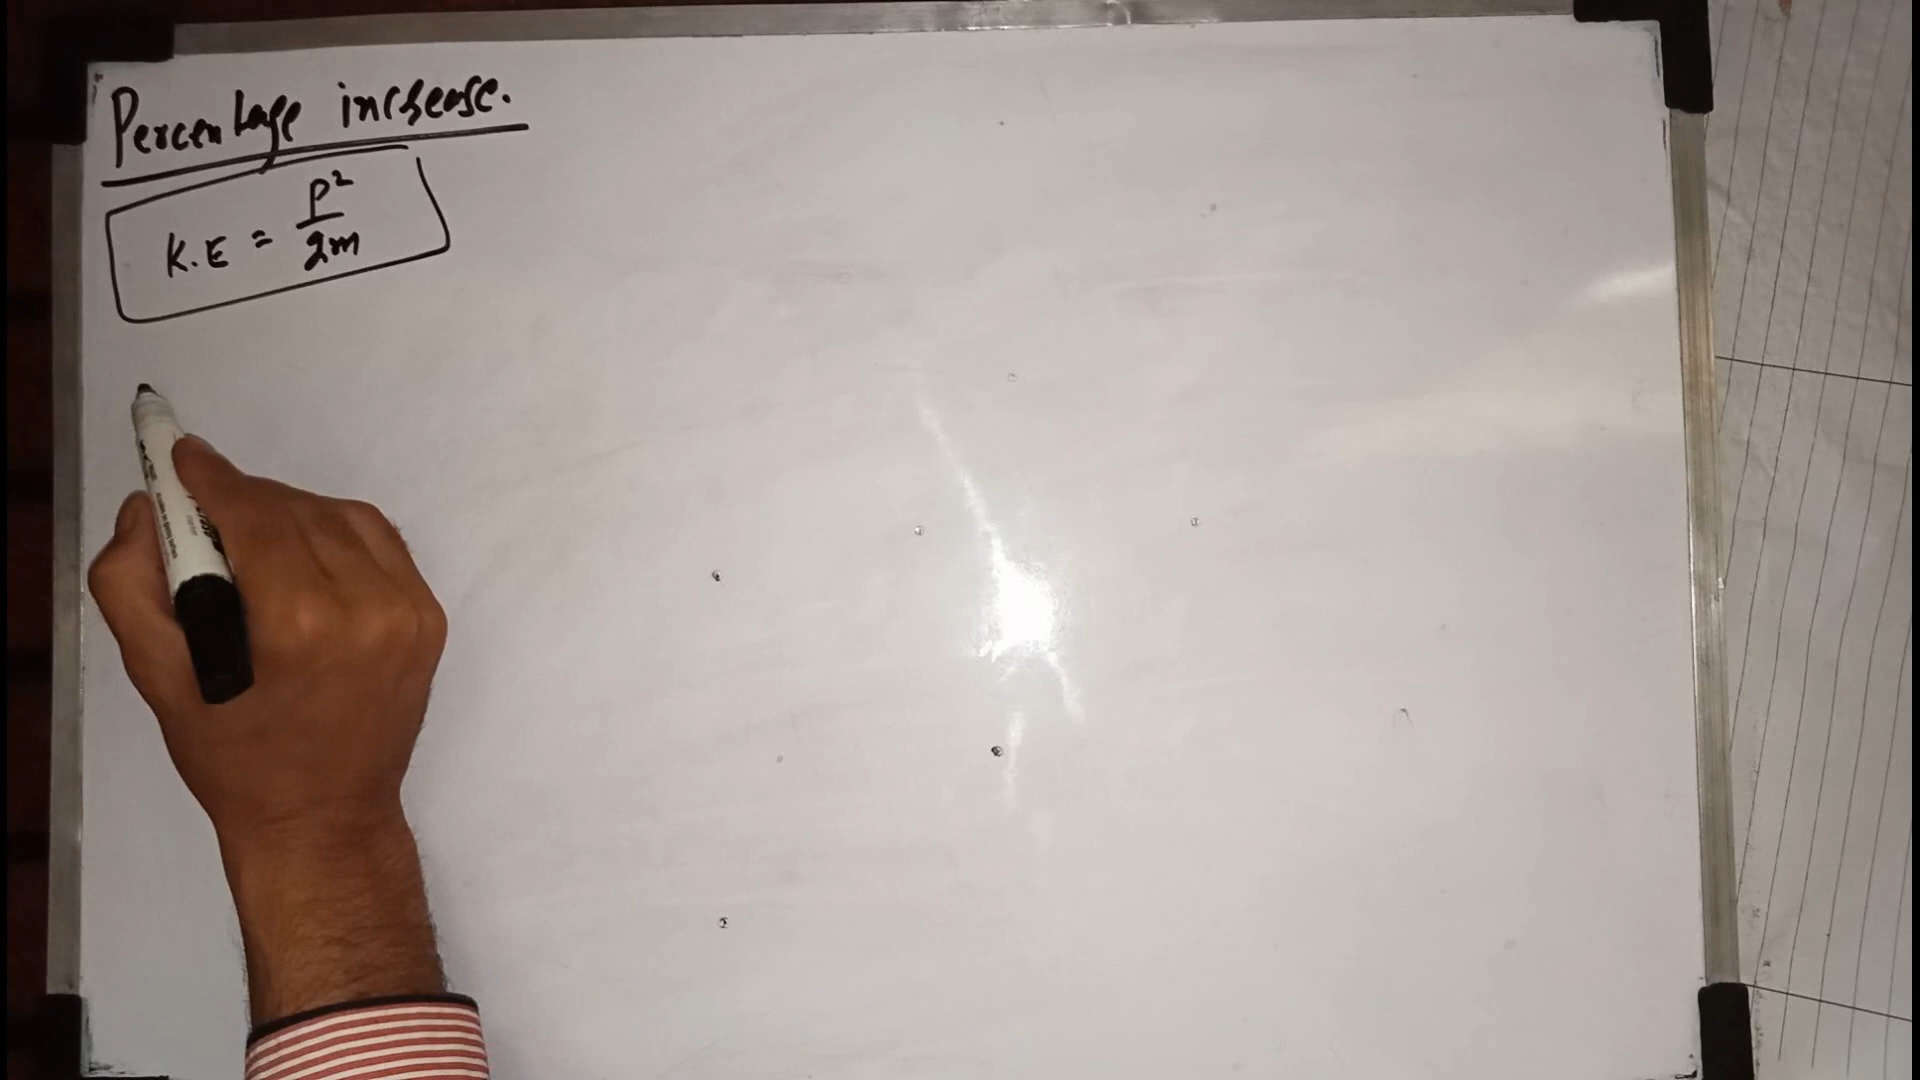 Percentage increase.
K.E = P²/2m